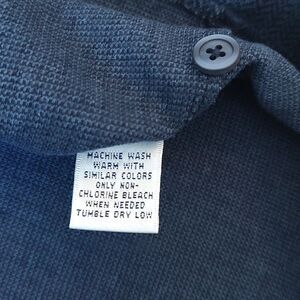 MACHINE WASH
WARM WITH
SIMILAR COLORS
ONLY NON-
CHLORINE BLEACH
WHEN NEEDED
TUMBLE DRY LOW